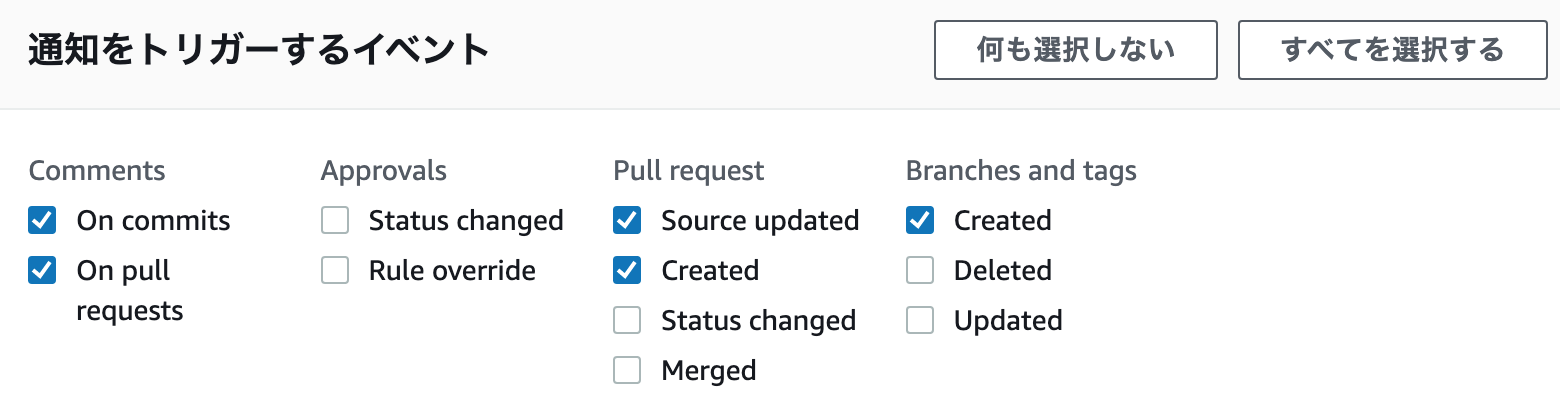 通知をトリガーするイベント
何も選択しない
すべてを選択する
Comments
On commits
On pull
requests
Approvals
Status changed
Rule override
Pull request
Source updated
Created
Status changed
Merged
Branches and tags
Created
Deleted
Updated